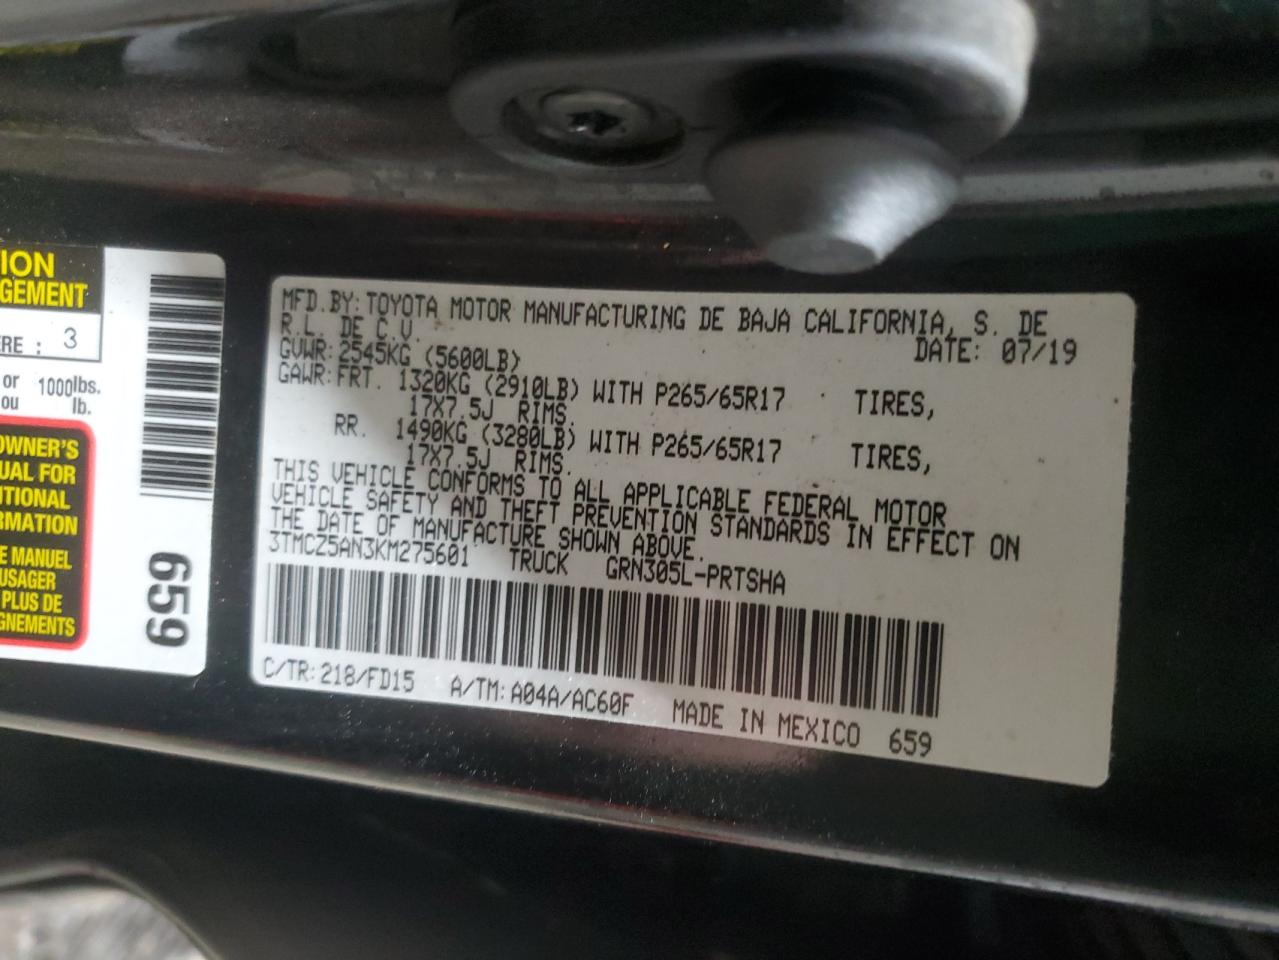 ION
GEMENT
ERE : 3
or 1000lbs.
ou lb.
OWNER'S
UAL FOR
ITIONAL
RMATION
E MANUEL
USAGER
PLUS DE
GNEMENTS
659
MFD.BY:TOYOTA MOTOR MANUFACTURING DE BAJA CALIFORNIA, S. DE
R.L. DE C.V.
DATE: 07/19
GVWR:2545KG (5600LB)
GAWR:FRT. 1320KG (2910LB) WITH P265/65R17 TIRES,
17X7.5J RIMS.
RR. 1490KG (3280LB) WITH P265/65R17 TIRES,
17X7.5J RIMS.
THIS VEHICLE CONFORMS TO ALL APPLICABLE FEDERAL MOTOR
VEHICLE SAFETY AND THEFT PREVENTION STANDARDS IN EFFECT ON
THE DATE OF MANUFACTURE SHOWN ABOVE.
3TMCZ5AN3KM275601 TRUCK GRN305L-PRTSHA
C/TR:218/FD15 A/TM:A04A/AC60F MADE IN MEXICO 659